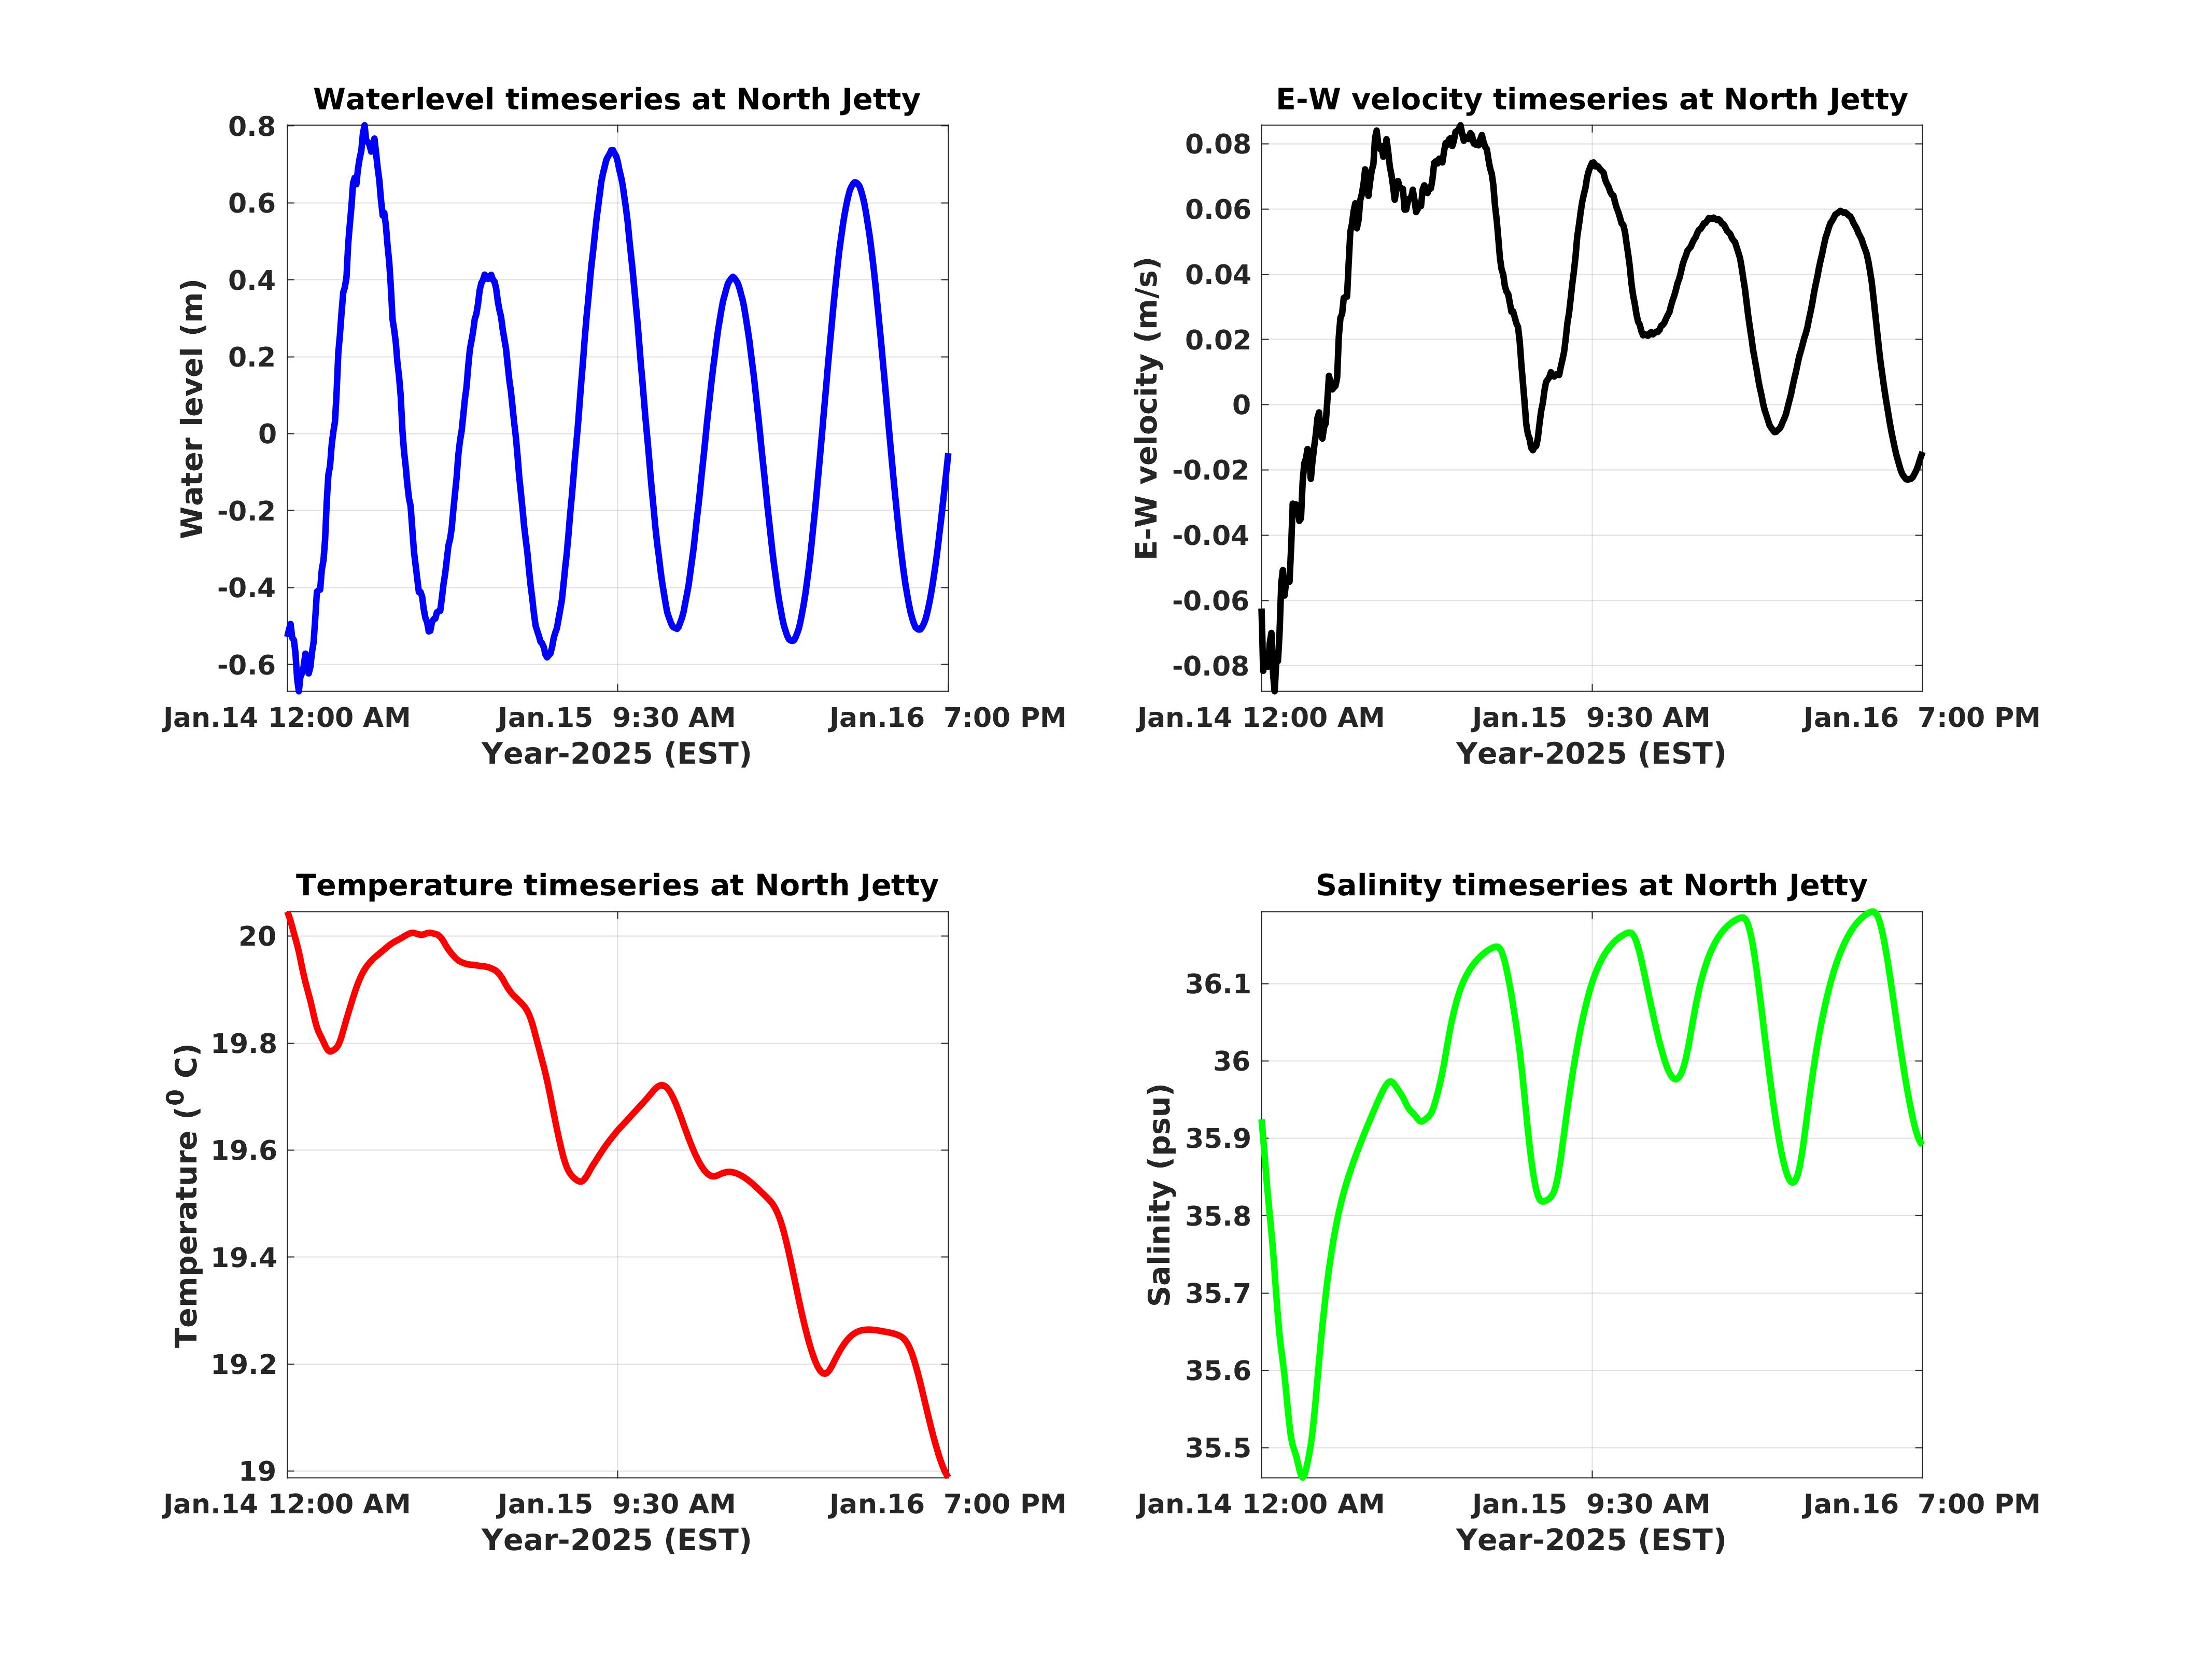 Waterlevel timeseries at North Jetty
0.8
0.6
0.4
0.2
0
-0.2
-0.4
-0.6
Water level (m)
Jan.14 12:00 AM
Jan.15  9:30 AM
Jan.16  7:00 PM
Year-2025 (EST)
E-W velocity timeseries at North Jetty
0.08
0.06
0.04
0.02
0
-0.02
-0.04
-0.06
-0.08
E-W velocity (m/s)
Jan.14 12:00 AM
Jan.15  9:30 AM
Jan.16  7:00 PM
Year-2025 (EST)
Temperature timeseries at North Jetty
20
19.8
19.6
19.4
19.2
19
Temperature (⁰ C)
Jan.14 12:00 AM
Jan.15  9:30 AM
Jan.16  7:00 PM
Year-2025 (EST)
Salinity timeseries at North Jetty
36.1
36
35.9
35.8
35.7
35.6
35.5
Salinity (psu)
Jan.14 12:00 AM
Jan.15  9:30 AM
Jan.16  7:00 PM
Year-2025 (EST)